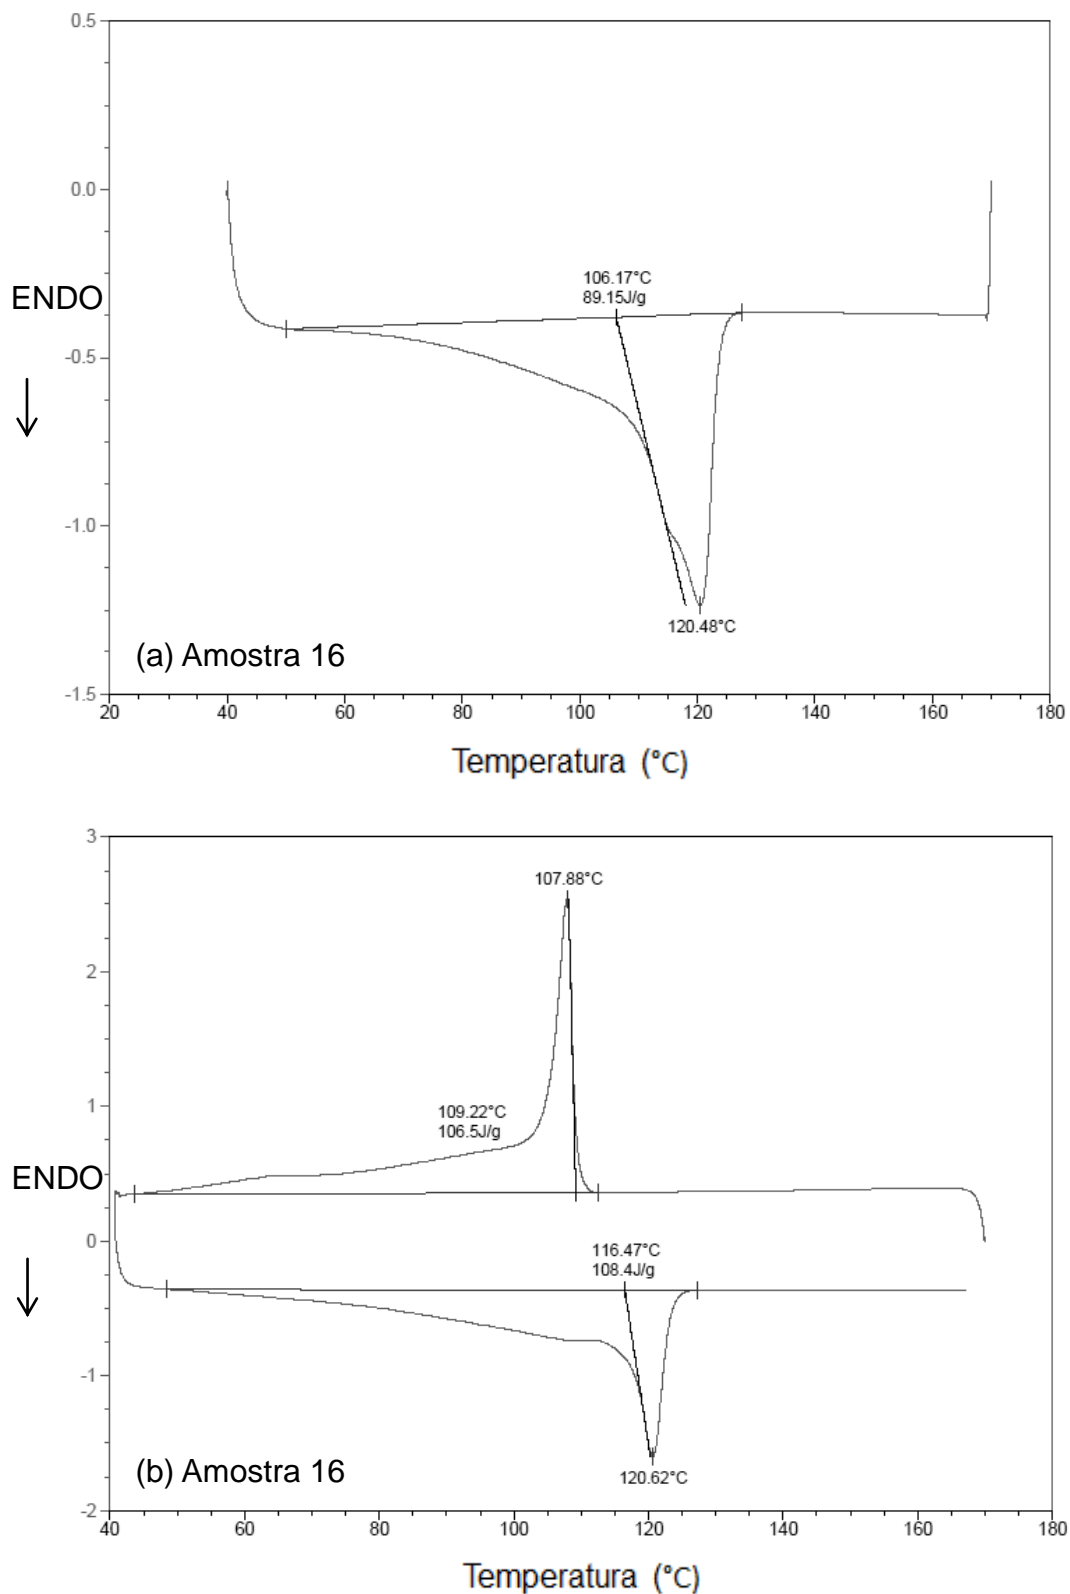 0.5
0.0
106.17°C
89.15J/g
ENDO
-0.5
-1.0
120.48°C
(a) Amostra 16
-1.5
20 40 60 80 100 120 140 160 180
Temperatura (°C)
3
107.88°C
2
1
109.22°C
106.5J/g
ENDO
0
116.47°C
108.4J/g
-1
120.62°C
(b) Amostra 16
-2
40 60 80 100 120 140 160 180
Temperatura (°C)